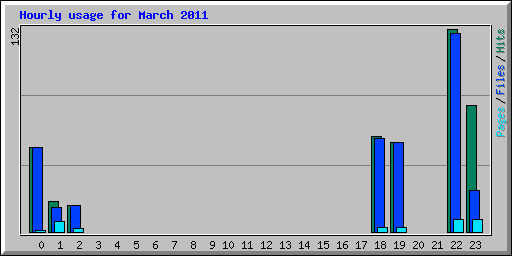 Hourly usage for March 2011
132
Pages/Files/Hits
0 1 2 3 4 5 6 7 8 9 10 11 12 13 14 15 16 17 18 19 20 21 22 23